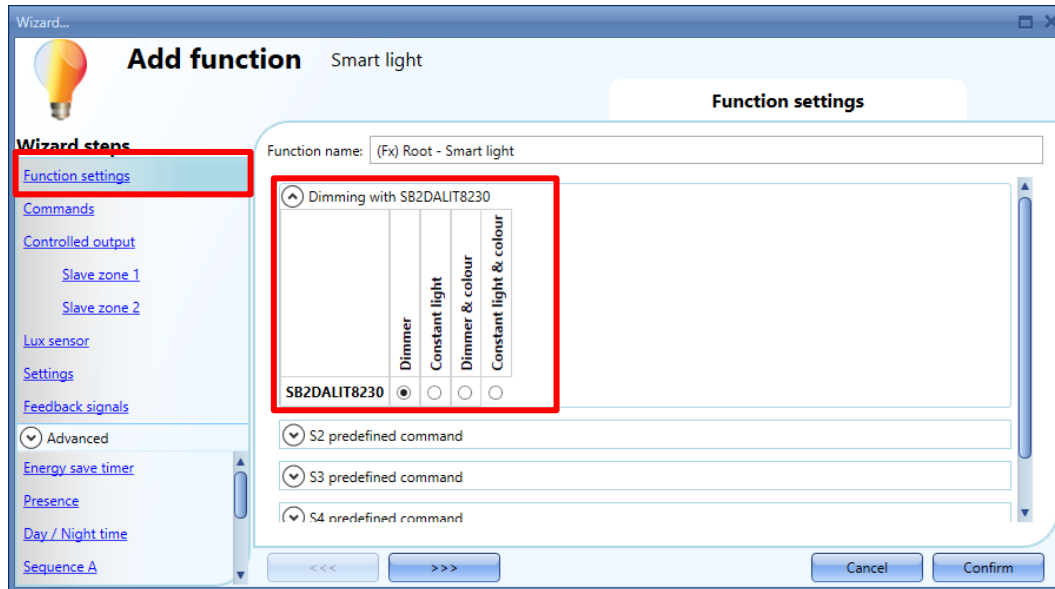 Wizard...
Add function Smart light
Function settings
Wizard steps
Function settings
Commands
Controlled output
Slave zone 1
Slave zone 2
Lux sensor
Settings
Feedback signals
Advanced
Energy save timer
Presence
Day / Night time
Sequence A
Function name: (Fx) Root - Smart light
Dimming with SB2DALIT8230
Dimmer
Constant light
Dimmer & colour
Constant light & colour
SB2DALIT8230
S2 predefined command
S3 predefined command
S4 predefined command
<<< >>> Cancel Confirm